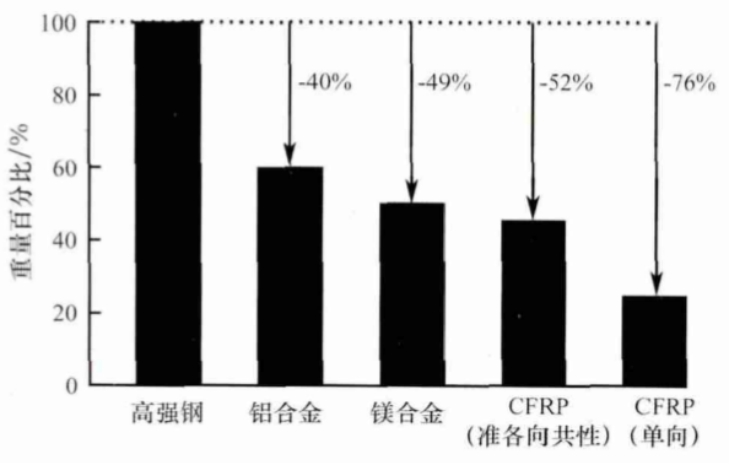 重量百分比/%
100
80
60
40
20
0
-40%
-49%
-52%
-76%
高强钢
铝合金
镁合金
CFRP
(准各向共性)
CFRP
(单向)